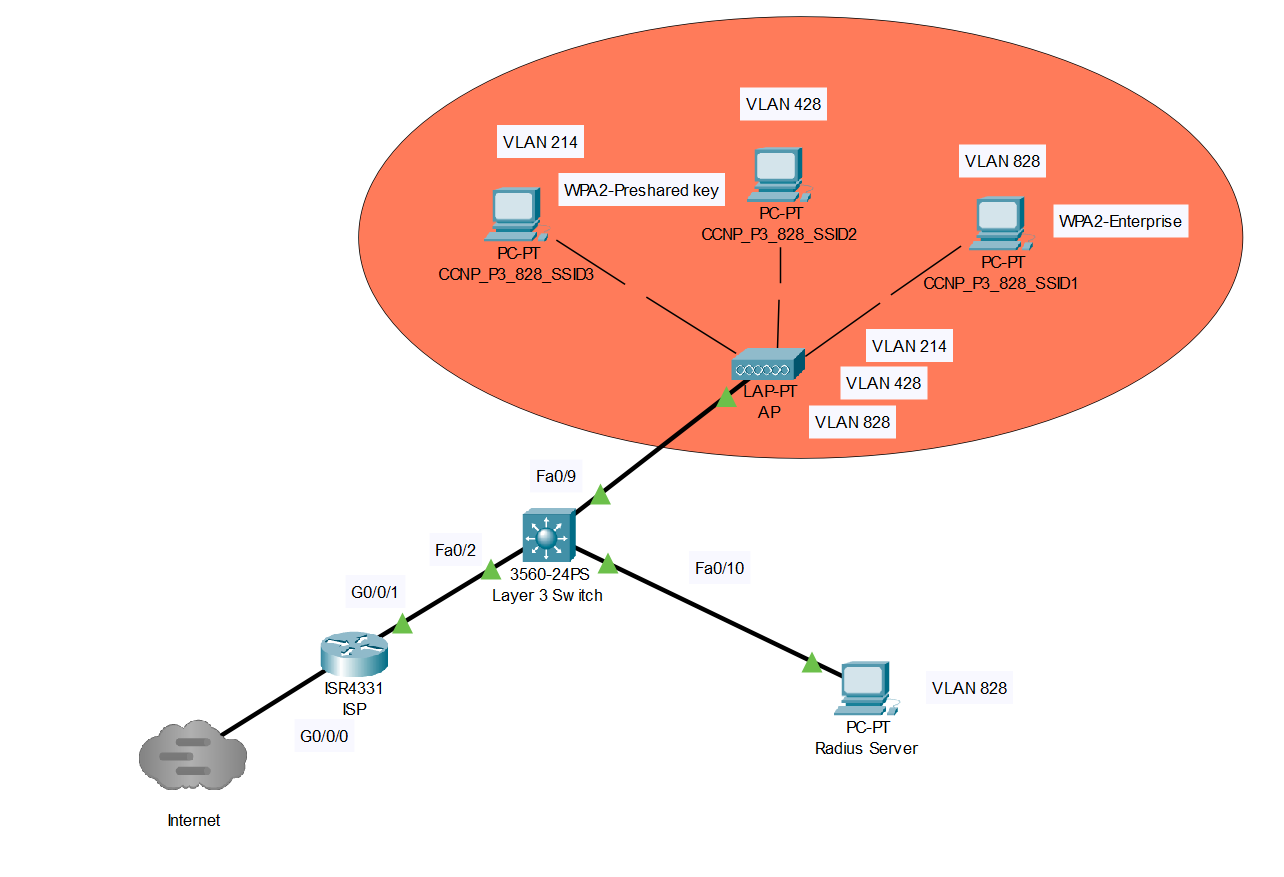 VLAN 428
VLAN 214
VLAN 828
WPA2-Preshared key
PC-PT
CCNP_P3_828_SSID2
WPA2-Enterprise
PC-PT
CCNP_P3_828_SSID3
PC-PT
CCNP_P3_828_SSID1
VLAN 214
VLAN 428
LAP-PT
AP
VLAN 828
Fa0/9
Fa0/2
Fa0/10
3560-24PS
Layer 3 Switch
G0/0/1
ISR4331
ISP
VLAN 828
G0/0/0
PC-PT
Radius Server
Internet